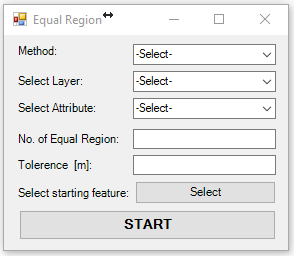 Equal Region
Method: -Select-
Select Layer: -Select-
Select Attribute: -Select-
No. of Equal Region:
Tolerence [m]:
Select starting feature: Select
START